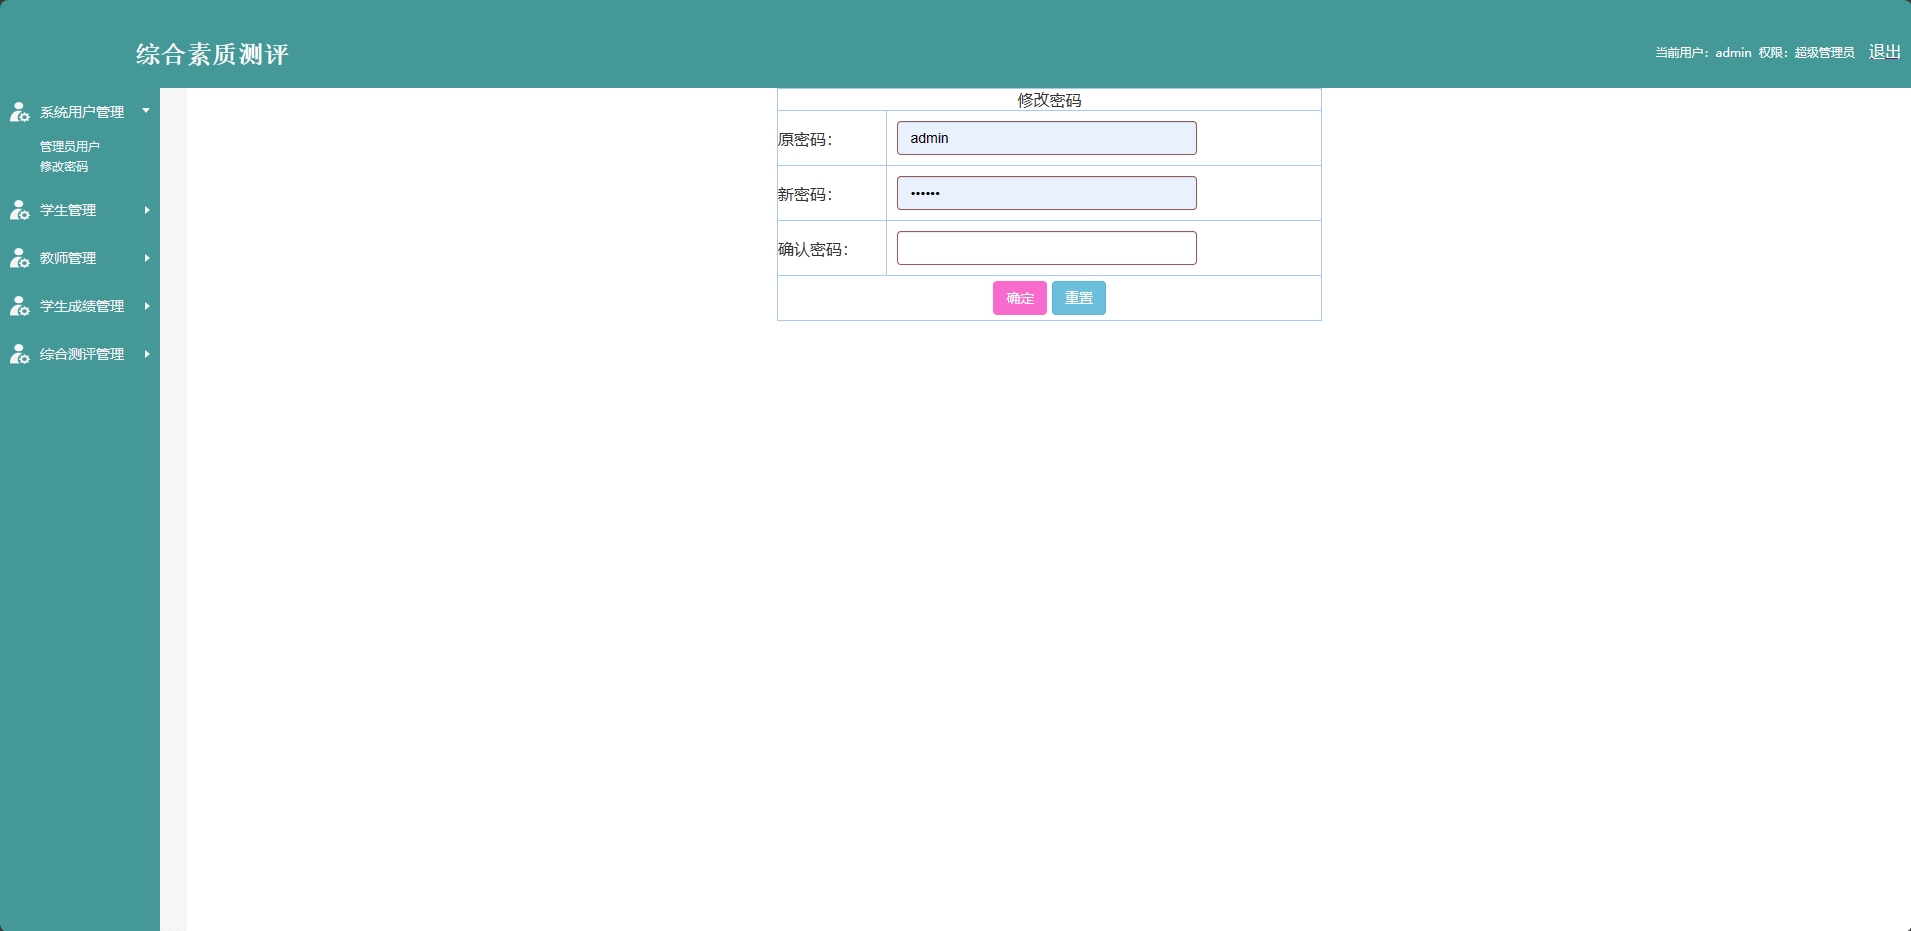 综合素质测评
当前用户：admin 权限：超级管理员 退出
系统用户管理
管理员用户
修改密码
学生管理
教师管理
学生成绩管理
综合测评管理
修改密码
原密码： admin
新密码： ••••••
确认密码：
确定 重置